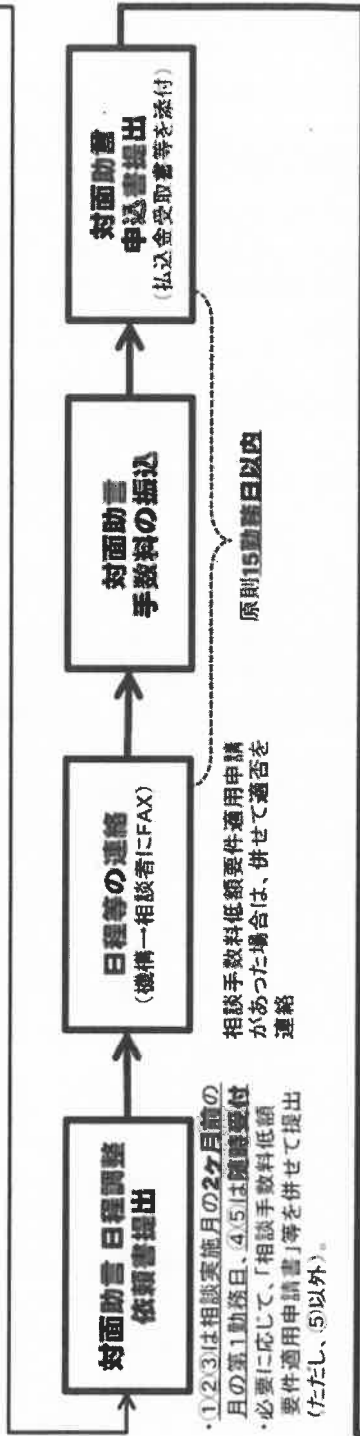 対面助言 日程調整
依頼書提出
・①②③は相談実施月の2ケ月前の
月の第1勤務日、④⑤は随時受付
・必要に応じて、「相談手数料低額
要件適用申請書」等を併せて提出
(ただし、⑤以外)。
日程等の連絡
(機構ー相談者にFAX)
相談手数料低額要件適用申請
があった場合は、併せて適否を
連絡
対面助言
手数料の振込
原則15勤務日以内
対面助言
申込書提出
(払込金受取書等を添付)